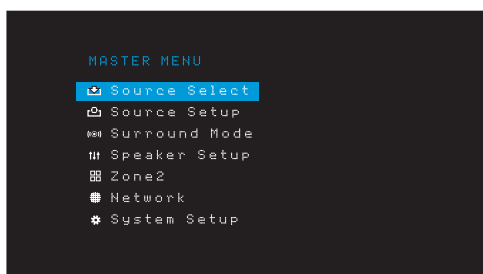 MASTER MENU
Source Select
Source Setup
Surround Mode
Speaker Setup
Zone2
Network
System Setup